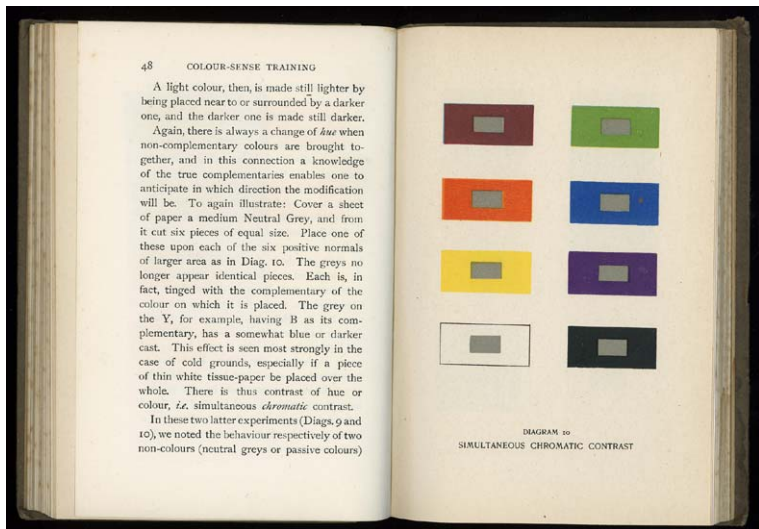 48 COLOUR-SENSE TRAINING
A light colour, then, is made still lighter by
being placed near to or surrounded by a darker
one, and the darker one is made still darker.
Again, there is always a change of hue when
non-complementary colours are brought to-
gether, and in this connection a knowledge
of the true complementaries enables one to
anticipate in which direction the modification
will be. To again illustrate: Cover a sheet
of paper a medium Neutral Grey, and from
it cut six pieces of equal size. Place one of
these upon each of the six positive normals
of larger area as in Diag. 10. The greys no
longer appear identical pieces. Each is, in
fact, tinged with the complementary of the
colour on which it is placed. The grey on
the Y, for example, having B as its com-
plementary, has a somewhat blue or darker
cast. This effect is seen most strongly in the
case of cold grounds, especially if a piece
of thin white tissue-paper be placed over the
whole. There is thus contrast of hue or
colour, i.e. simultaneous chromatic contrast.
In these two latter experiments (Diags. 9 and
10), we noted the behaviour respectively of two
non-colours (neutral greys or passive colours)
DIAGRAM 10
SIMULTANEOUS CHROMATIC CONTRAST